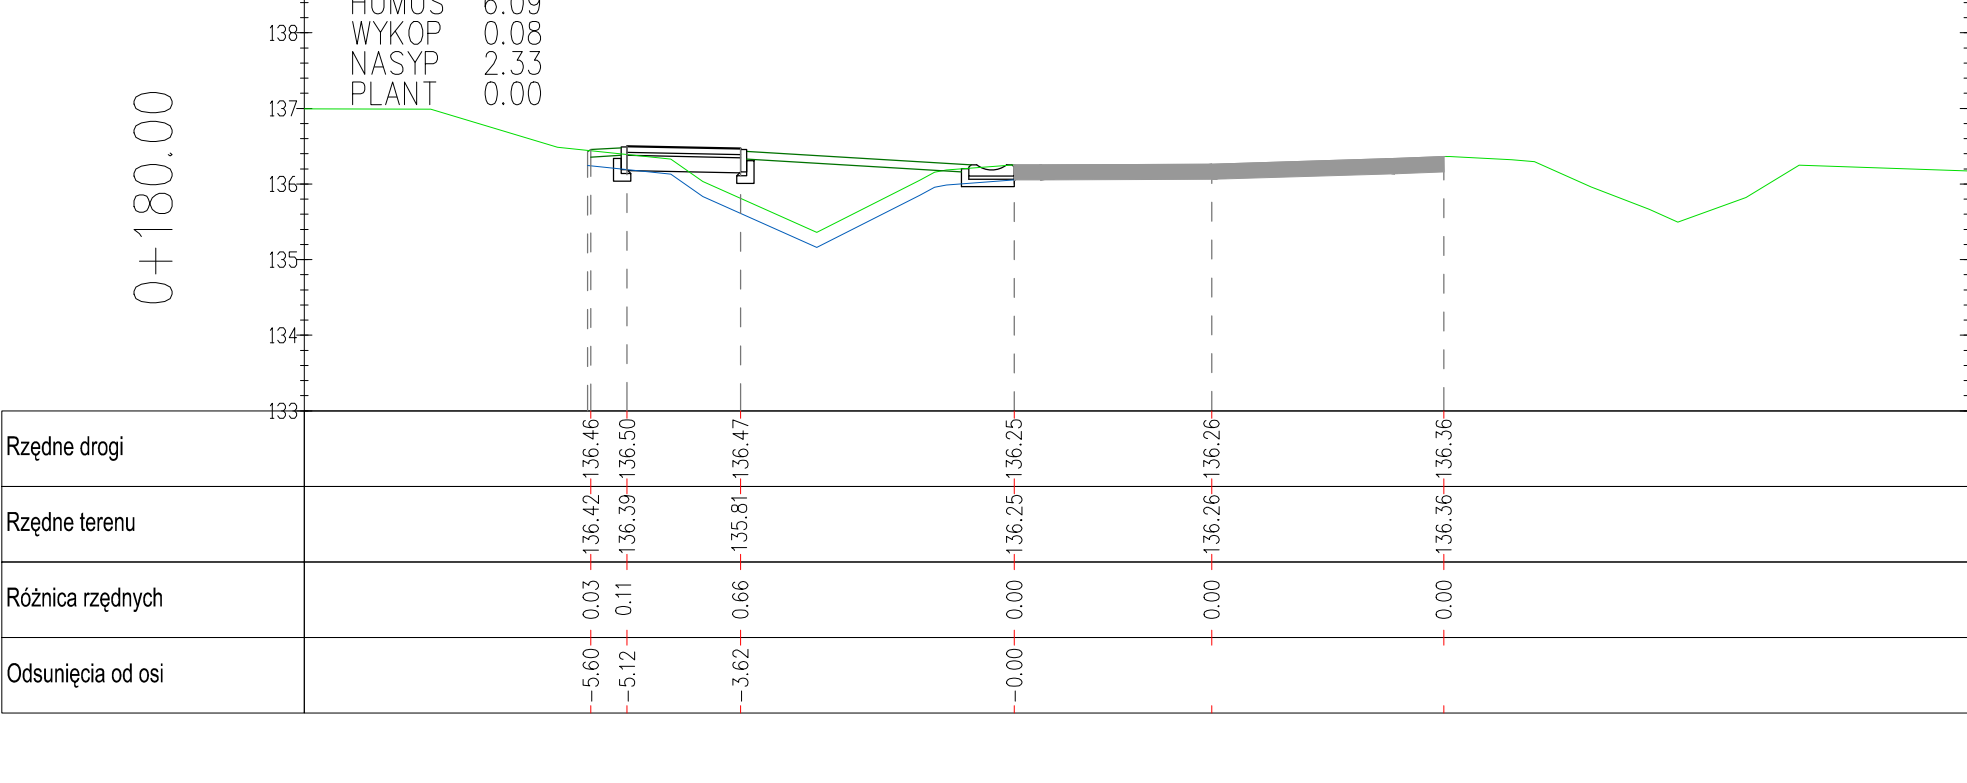 HUMUS 6.09
138
WYKOP 0.08
NASYP 2.33
PLANT 0.00
137
136
135
134
133
0+180.00
Rzędne drogi 136.46 136.50 136.47 136.25 136.26 136.36
Rzędne terenu 136.42 136.39 135.81 136.25 136.26 136.36
Różnica rzędnych 0.03 0.11 0.66 0.00 0.00 0.00
Odsunięcia od osi -5.60 -5.12 -3.62 -0.00